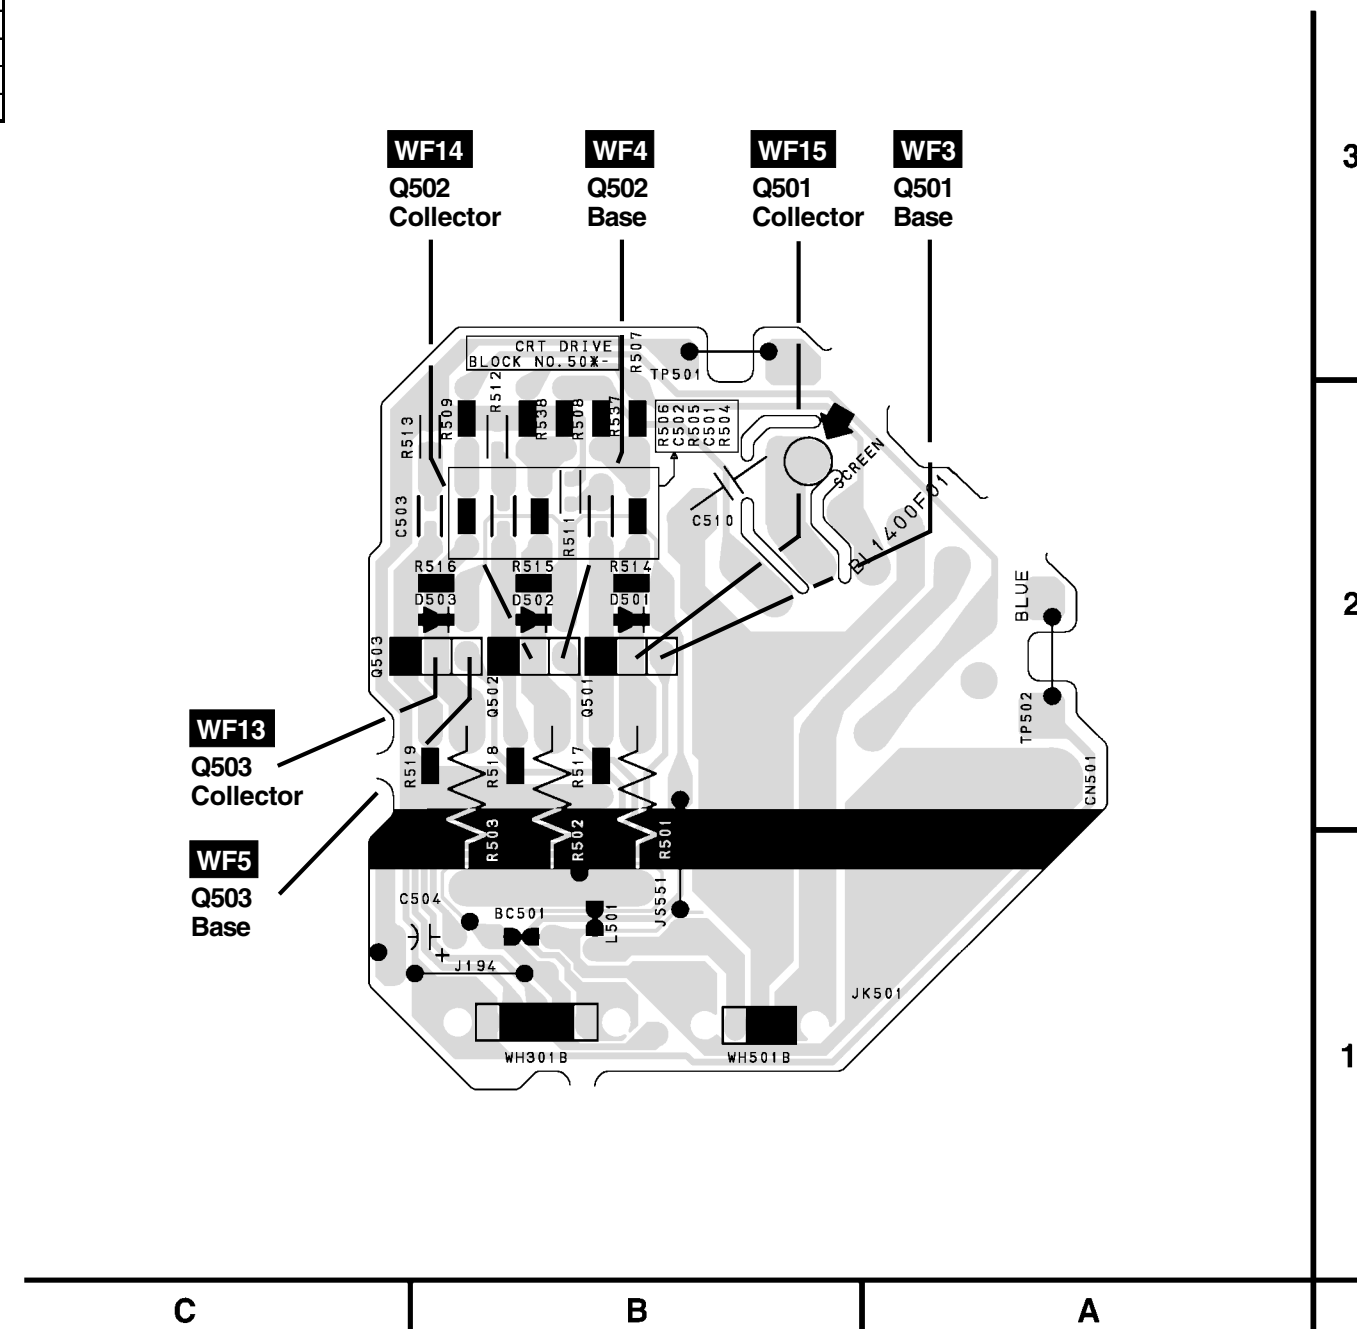 WF14
Q502
Collector
WF4
Q502
Base
WF15
Q501
Collector
WF3
Q501
Base
3
CRT DRIVE
BLOCK NO.50*-
R507
TP501
R513
R509
R512
R538
R508
R537
R506
C502
R505
C501
R504
SCREEN
BL1400F01
C503
R511
C510
R516
R515
R514
D503
D502
D501
BLUE
2
Q503
Q502
Q501
TP502
WF13
Q503
Collector
R519
R518
R517
CN501
R503
R502
R501
WF5
Q503
Base
C504
BC501
L501
JS551
+
J194
JK501
WH301B
WH501B
1
C
B
A